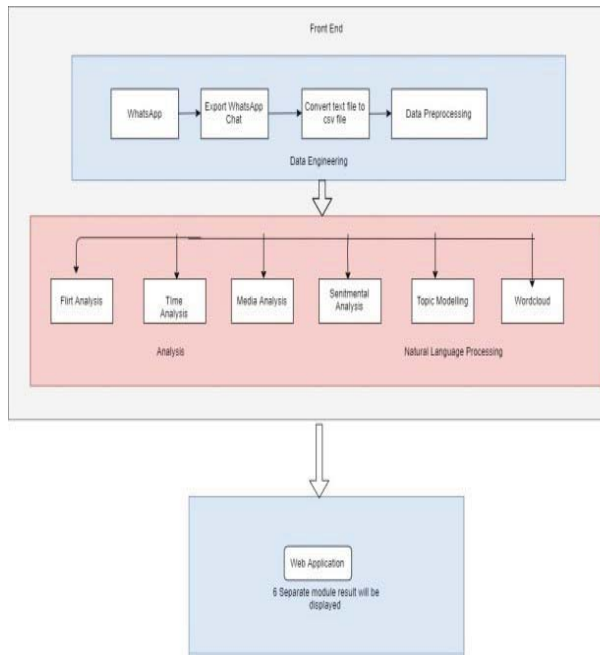 Front End
WhatsApp
Export WhatsApp
Chat
Convert text file to
csv file
Data Preprocessing
Data Engineering
Flirt Analysis
Time
Analysis
Media Analysis
Senitmental
Analysis
Topic Modelling
Wordcloud
Analysis
Natural Language Processing
Web Application
6 Separate module result will be
displayed